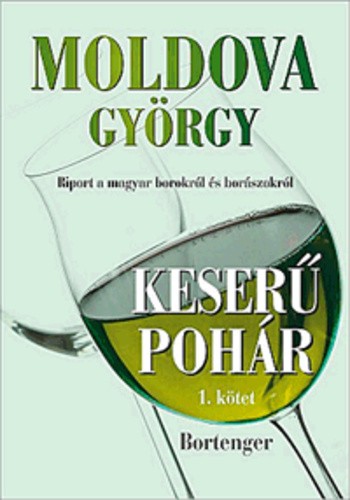 MOLDOVA
GYÖRGY
Riport a magyar borokról és borászokról
KESERŰ
POHÁR
1. kötet
Bortenger